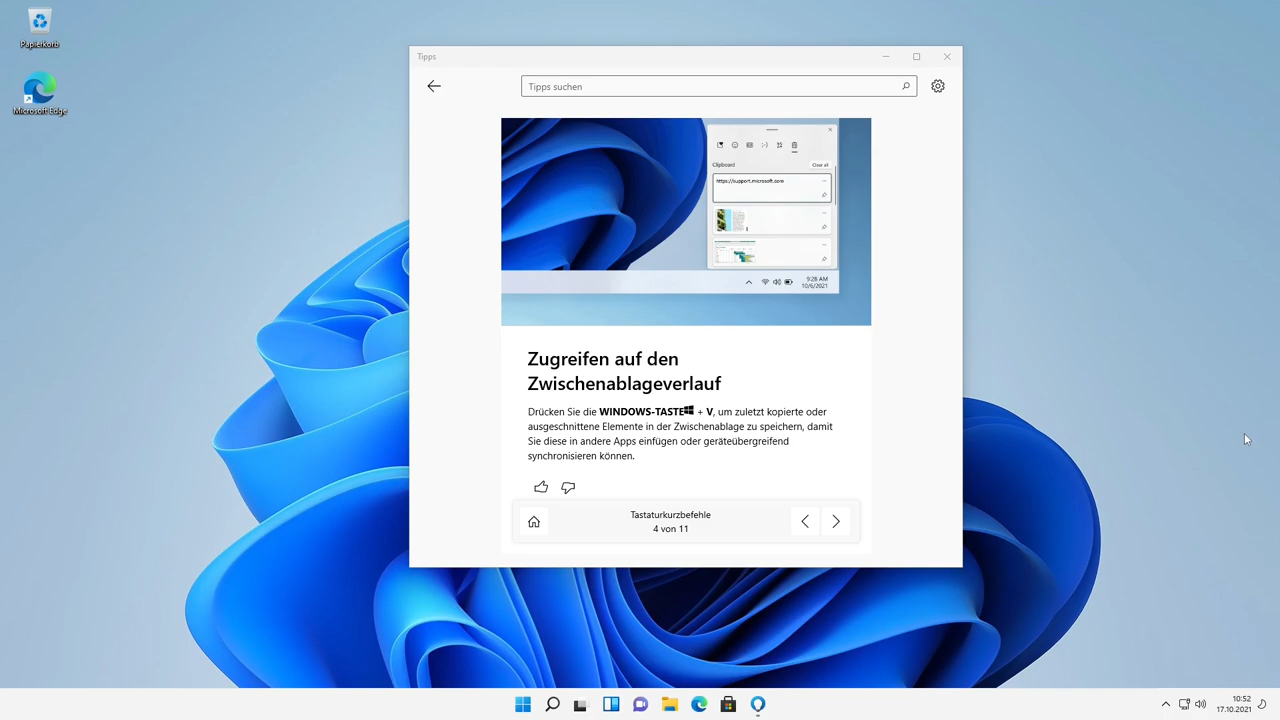 Papierkorb
Microsoft Edge
Tipps
Tipps suchen
Clipboard
Clear all
https://support.microsoft.com
9:28 AM
10/6/2021
Zugreifen auf den
Zwischenablageverlauf
Drücken Sie die WINDOWS-TASTE + V, um zuletzt kopierte oder
ausgeschnittene Elemente in der Zwischenablage zu speichern, damit
Sie diese in andere Apps einfügen oder geräteübergreifend
synchronisieren können.
Tastaturkurzbefehle
4 von 11
10:52
17.10.2021